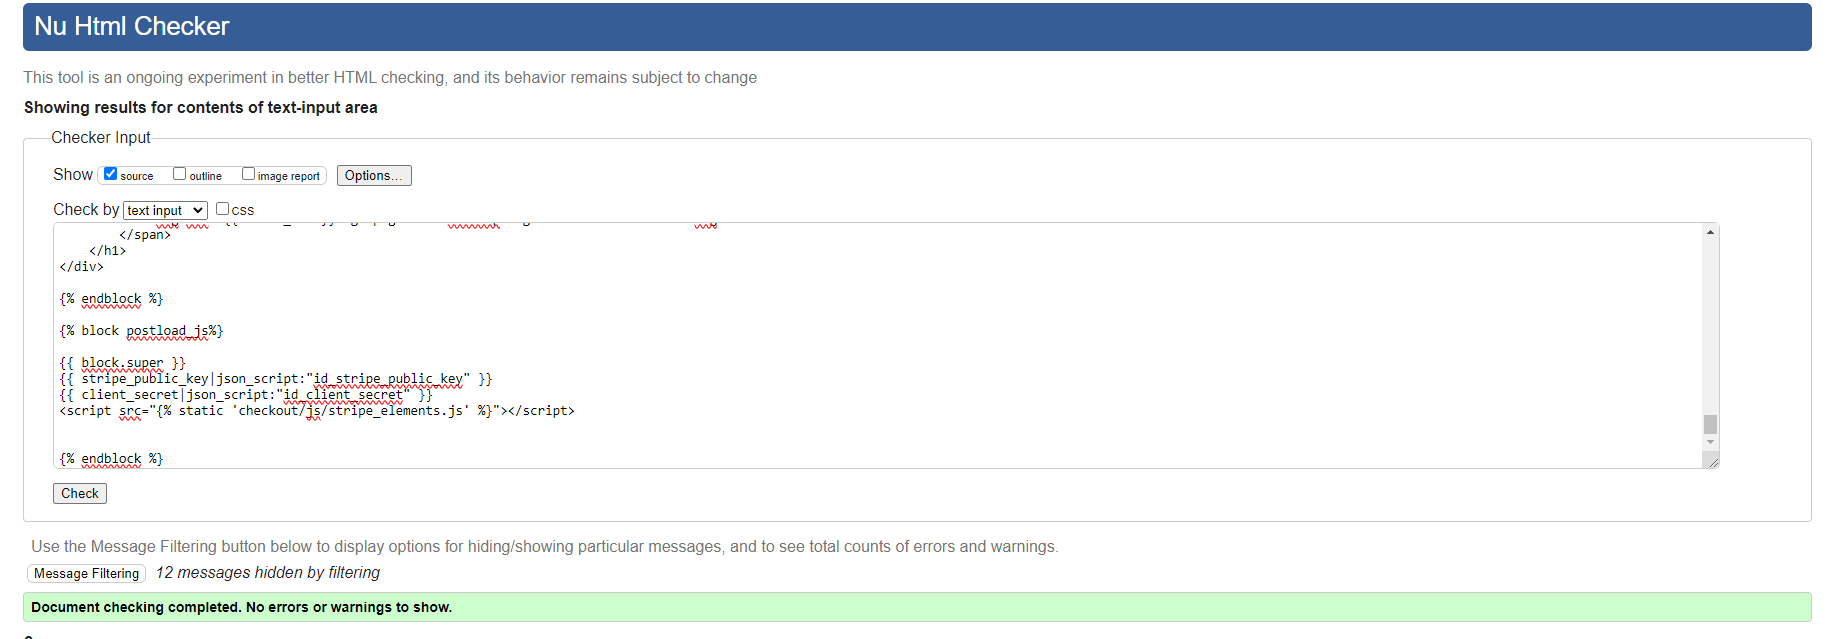 Nu Html Checker
This tool is an ongoing experiment in better HTML checking, and its behavior remains subject to change
Showing results for contents of text-input area
Checker Input
Show source outline image report Options...
Check by text input css
</span>
</h1>
</div>
{% endblock %}
{% block postload_js%}
{{ block.super }}
{{ stripe_public_key|json_script:"id_stripe_public_key" }}
{{ client_secret|json_script:"id_client_secret" }}
<script src="{% static 'checkout/js/stripe_elements.js' %}"></script>
{% endblock %}
Check
Use the Message Filtering button below to display options for hiding/showing particular messages, and to see total counts of errors and warnings.
Message Filtering 12 messages hidden by filtering
Document checking completed. No errors or warnings to show.